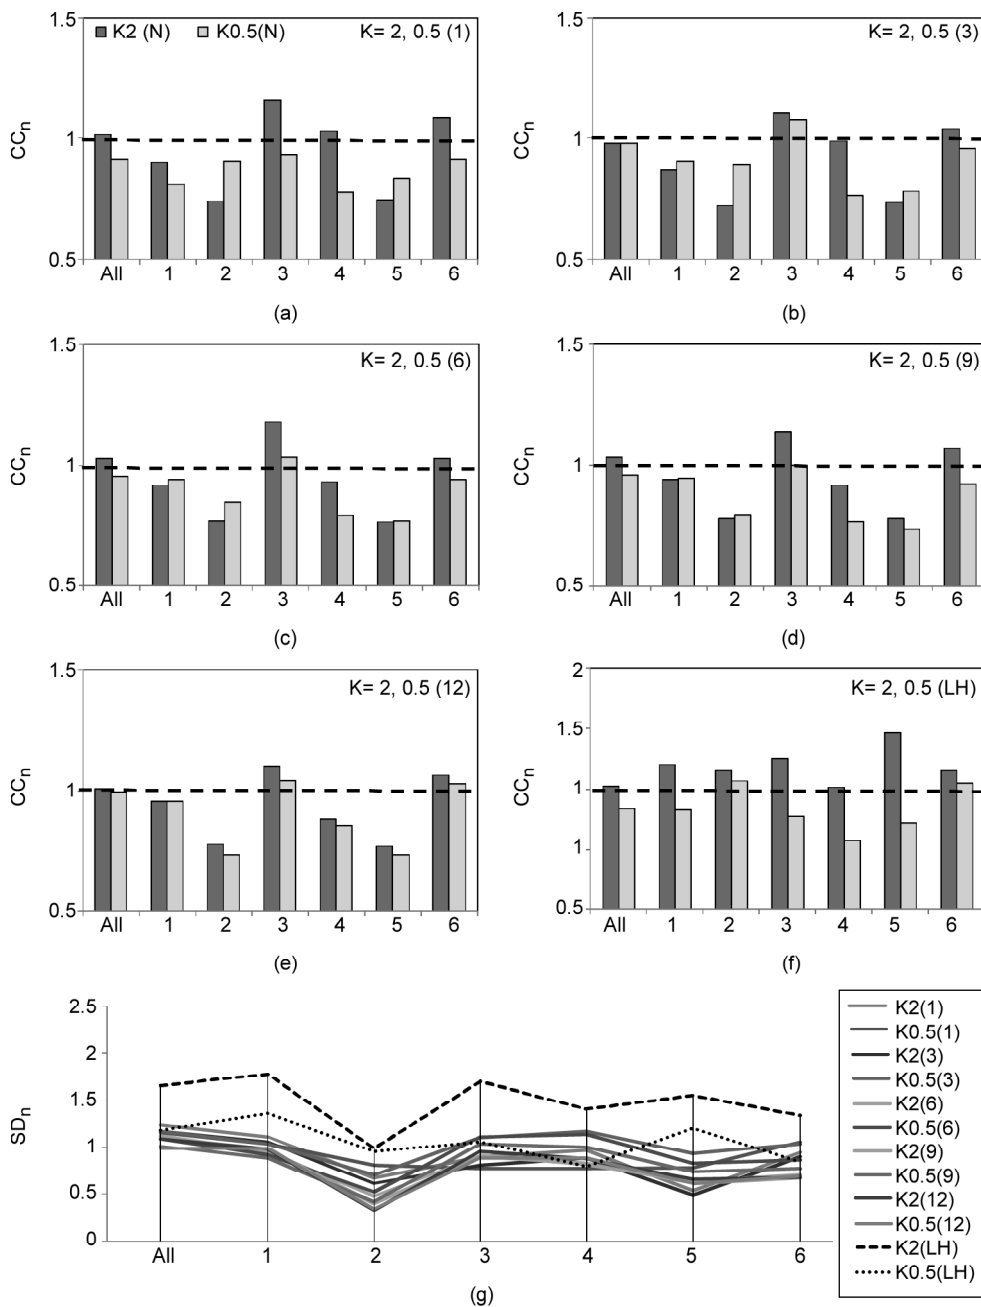 1.5
K2 (N) K0.5(N) K= 2, 0.5 (1)
CCn
1
0.5
All 1 2 3 4 5 6
(a)
1.5
K= 2, 0.5 (3)
CCn
1
0.5
All 1 2 3 4 5 6
(b)
1.5
K= 2, 0.5 (6)
CCn
1
0.5
All 1 2 3 4 5 6
(c)
1.5
K= 2, 0.5 (9)
CCn
1
0.5
All 1 2 3 4 5 6
(d)
1.5
K= 2, 0.5 (12)
CCn
1
0.5
All 1 2 3 4 5 6
(e)
2
K= 2, 0.5 (LH)
1.5
CCn
1
1
0.5
All 1 2 3 4 5 6
(f)
2.5
2
1.5
SDn
1
0.5
0
All 1 2 3 4 5 6
(g)
K2(1)
K0.5(1)
K2(3)
K0.5(3)
K2(6)
K0.5(6)
K2(9)
K0.5(9)
K2(12)
K0.5(12)
K2(LH)
K0.5(LH)